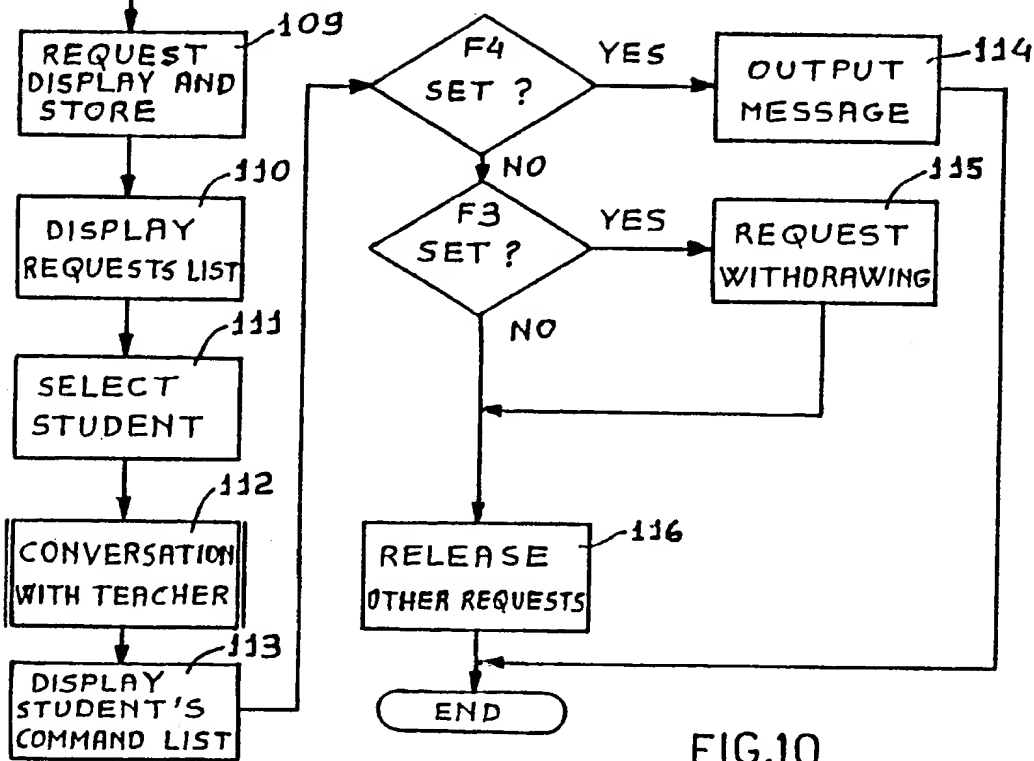 109
REQUEST
DISPLAY AND
STORE
110
DISPLAY
REQUESTS LIST
111
SELECT
STUDENT
112
CONVERSATION
WITH TEACHER
113
DISPLAY
STUDENT'S
COMMAND LIST
F4
SET ?
YES
NO
114
OUTPUT
MESSAGE
F3
SET ?
YES
NO
115
REQUEST
WITHDRAWING
116
RELEASE
OTHER REQUESTS
END
FIG.10